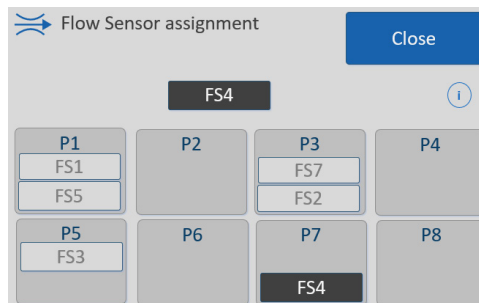 Flow Sensor assignment
Close
FS4
i
P1
P2
P3
P4
FS1
FS7
FS5
FS2
P5
P6
P7
P8
FS3
FS4